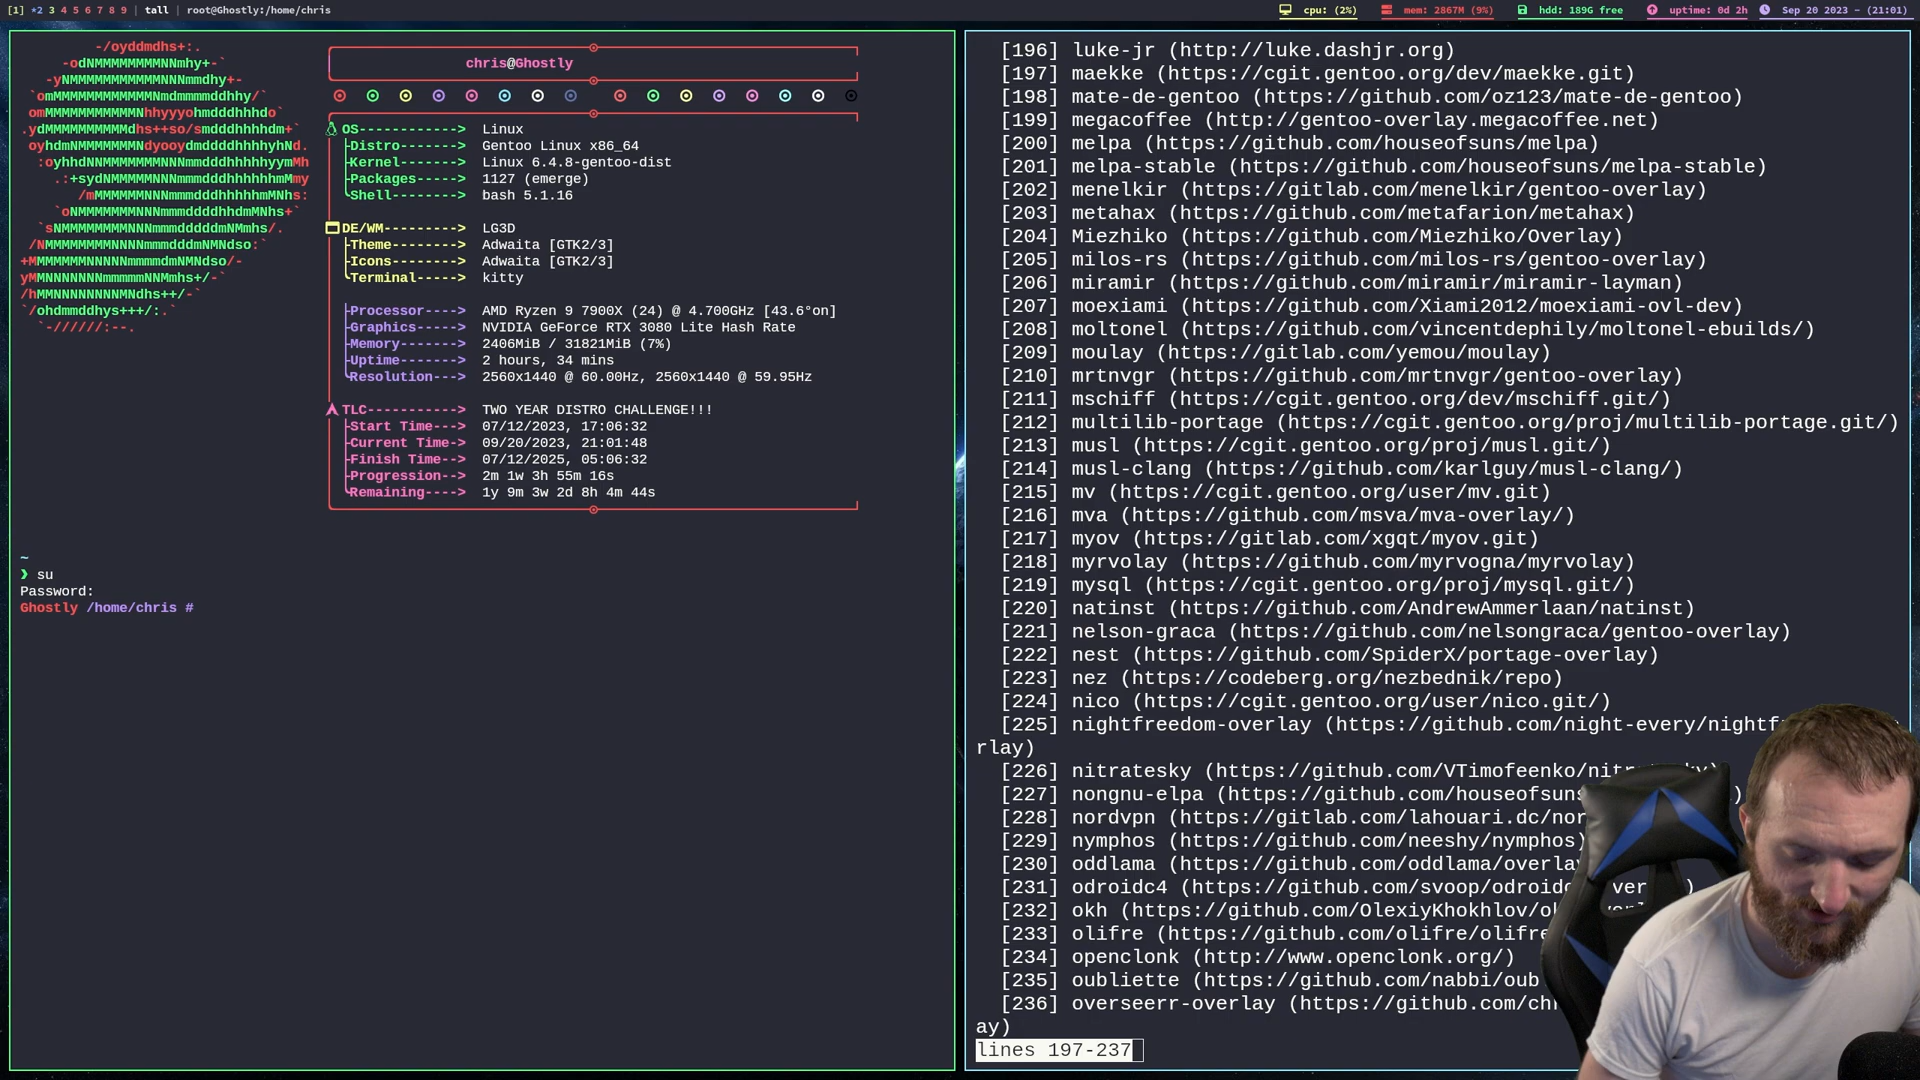 [1] *2 3 4 5 6 7 8 9 | tall | root@Ghostly:/home/chris
cpu: (2%) mem: 2867M (9%) hdd: 189G free uptime: 0d 2h Sep 20 2023 - (21:01)
chris@Ghostly
OS------------> Linux
Distro-------> Gentoo Linux x86_64
Kernel-------> Linux 6.4.8-gentoo-dist
Packages-----> 1127 (emerge)
Shell--------> bash 5.1.16
DE/WM---------> LG3D
Theme--------> Adwaita [GTK2/3]
Icons--------> Adwaita [GTK2/3]
Terminal-----> kitty
Processor----> AMD Ryzen 9 7900X (24) @ 4.700GHz [43.6°on]
Graphics-----> NVIDIA GeForce RTX 3080 Lite Hash Rate
Memory-------> 2406MiB / 31821MiB (7%)
Uptime-------> 2 hours, 34 mins
Resolution---> 2560x1440 @ 60.00Hz, 2560x1440 @ 59.95Hz
TLC-----------> TWO YEAR DISTRO CHALLENGE!!!
Start Time---> 07/12/2023, 17:06:32
Current Time-> 09/20/2023, 21:01:48
Finish Time--> 07/12/2025, 05:06:32
Progression--> 2m 1w 3h 55m 16s
Remaining----> 1y 9m 3w 2d 8h 4m 44s
~
❯ su
Password:
Ghostly /home/chris #
[196] luke-jr (http://luke.dashjr.org)
[197] maekke (https://cgit.gentoo.org/dev/maekke.git)
[198] mate-de-gentoo (https://github.com/oz123/mate-de-gentoo)
[199] megacoffee (http://gentoo-overlay.megacoffee.net)
[200] melpa (https://github.com/houseofsuns/melpa)
[201] melpa-stable (https://github.com/houseofsuns/melpa-stable)
[202] menelkir (https://gitlab.com/menelkir/gentoo-overlay)
[203] metahax (https://github.com/metafarion/metahax)
[204] Miezhiko (https://github.com/Miezhiko/Overlay)
[205] milos-rs (https://github.com/milos-rs/gentoo-overlay)
[206] miramir (https://github.com/miramir/miramir-layman)
[207] moexiami (https://github.com/Xiami2012/moexiami-ovl-dev)
[208] moltonel (https://github.com/vincentdephily/moltonel-ebuilds/)
[209] moulay (https://gitlab.com/yemou/moulay)
[210] mrtnvgr (https://github.com/mrtnvgr/gentoo-overlay)
[211] mschiff (https://cgit.gentoo.org/dev/mschiff.git/)
[212] multilib-portage (https://cgit.gentoo.org/proj/multilib-portage.git/)
[213] musl (https://cgit.gentoo.org/proj/musl.git/)
[214] musl-clang (https://github.com/karlguy/musl-clang/)
[215] mv (https://cgit.gentoo.org/user/mv.git)
[216] mva (https://github.com/msva/mva-overlay/)
[217] myov (https://gitlab.com/xgqt/myov.git)
[218] myrvolay (https://github.com/myrvogna/myrvolay)
[219] mysql (https://cgit.gentoo.org/proj/mysql.git/)
[220] natinst (https://github.com/AndrewAmmerlaan/natinst)
[221] nelson-graca (https://github.com/nelsongraca/gentoo-overlay)
[222] nest (https://github.com/SpiderX/portage-overlay)
[223] nez (https://codeberg.org/nezbednik/repo)
[224] nico (https://cgit.gentoo.org/user/nico.git/)
[225] nightfreedom-overlay (https://github.com/night-every/nightf
rlay)
[226] nitratesky (https://github.com/VTimofeenko/nitr
[227] nongnu-elpa (https://github.com/houseofsuns
[228] nordvpn (https://gitlab.com/lahouari.dc/nor
[229] nymphos (https://github.com/neeshy/nymphos)
[230] oddlama (https://github.com/oddlama/overlay
[231] odroidc4 (https://github.com/svoop/odroidc
[232] okh (https://github.com/OlexiyKhokhlov/ok
[233] olifre (https://github.com/olifre/olifre
[234] openclonk (http://www.openclonk.org/)
[235] oubliette (https://github.com/nabbi/oub
[236] overseerr-overlay (https://github.com/ch
ay)
lines 197-237